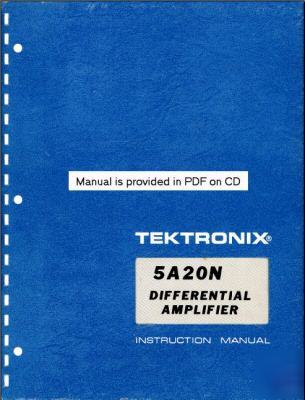 Manual is provided in PDF on CD
TEKTRONIX®
5A20N
DIFFERENTIAL
AMPLIFIER
INSTRUCTION MANUAL